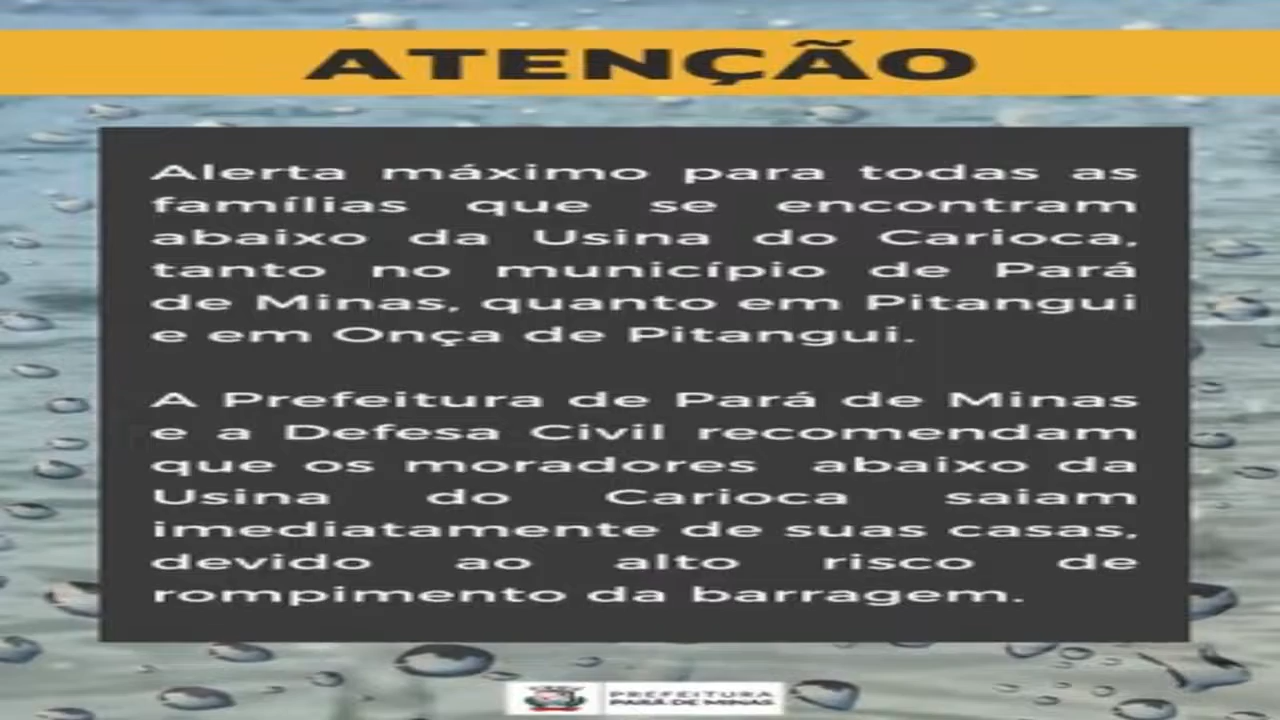 ATENÇÃO
Alerta máximo para todas as
famílias que se encontram
abaixo da Usina do Carioca,
tanto no município de Pará
de Minas, quanto em Pitangui
e em Onça de Pitangui.
A Prefeitura de Pará de Minas
e a Defesa Civil recomendam
que os moradores abaixo da
Usina do Carioca saiam
imediatamente de suas casas,
devido ao alto risco de
rompimento da barragem.
PREFEITURA
PARÁ DE MINAS